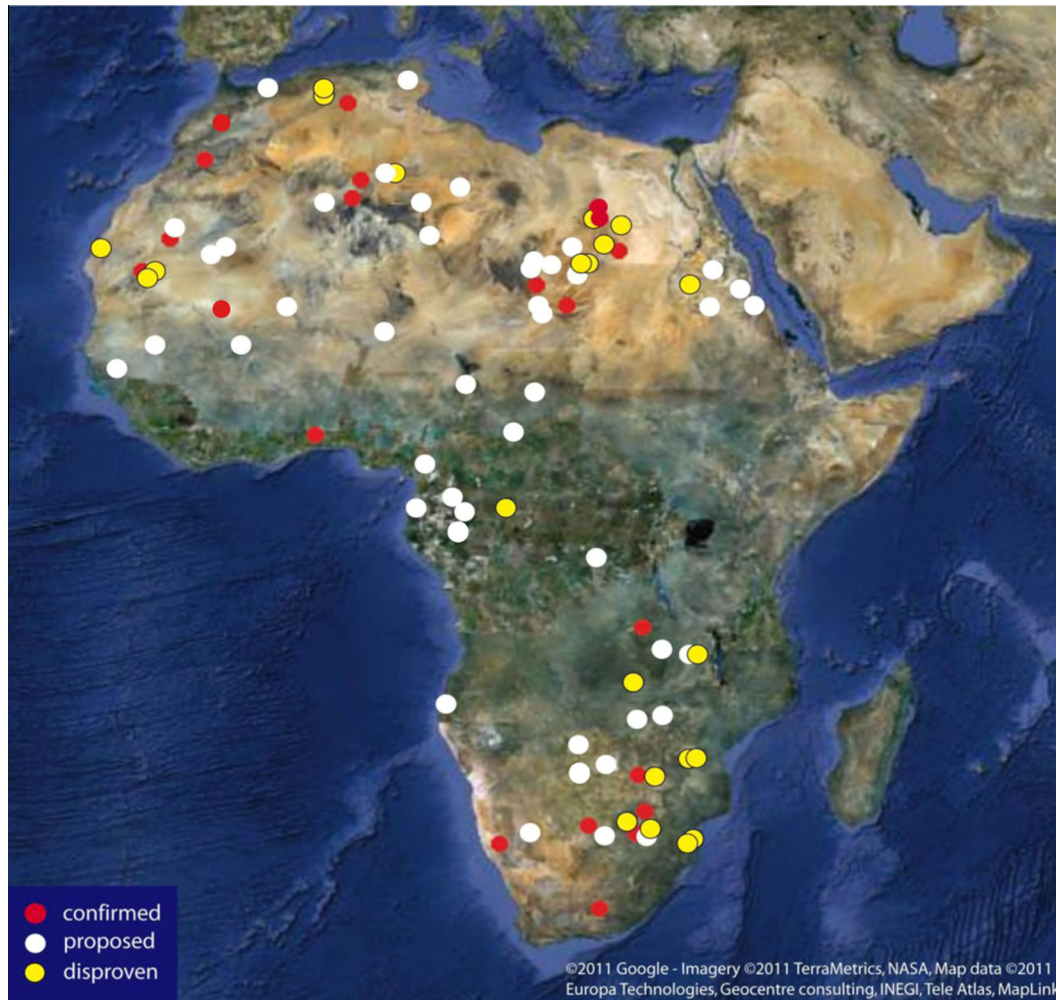 confirmed
proposed
disproven
©2011 Google - Imagery ©2011 TerraMetrics, NASA, Map data ©2011
Europa Technologies, Geocentre consulting, INEGI, Tele Atlas, MapLink